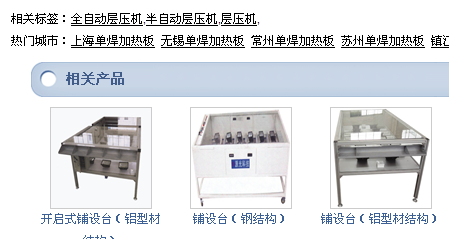 相关标签：全自动层压机,半自动层压机,层压机,
热门城市：上海单焊加热板 无锡单焊加热板 常州单焊加热板 苏州单焊加热板 镇江
相关产品
开启式铺设台（铝型材
结构）
铺设台（钢结构）
铺设台（铝型材结构）